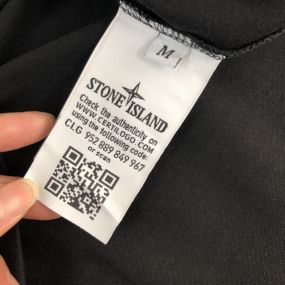 M
STONE ISLAND
Check the authenticity on
WWW.CERTILOGO.COM
using the following code:
CLG 952 889 849 967
or scan